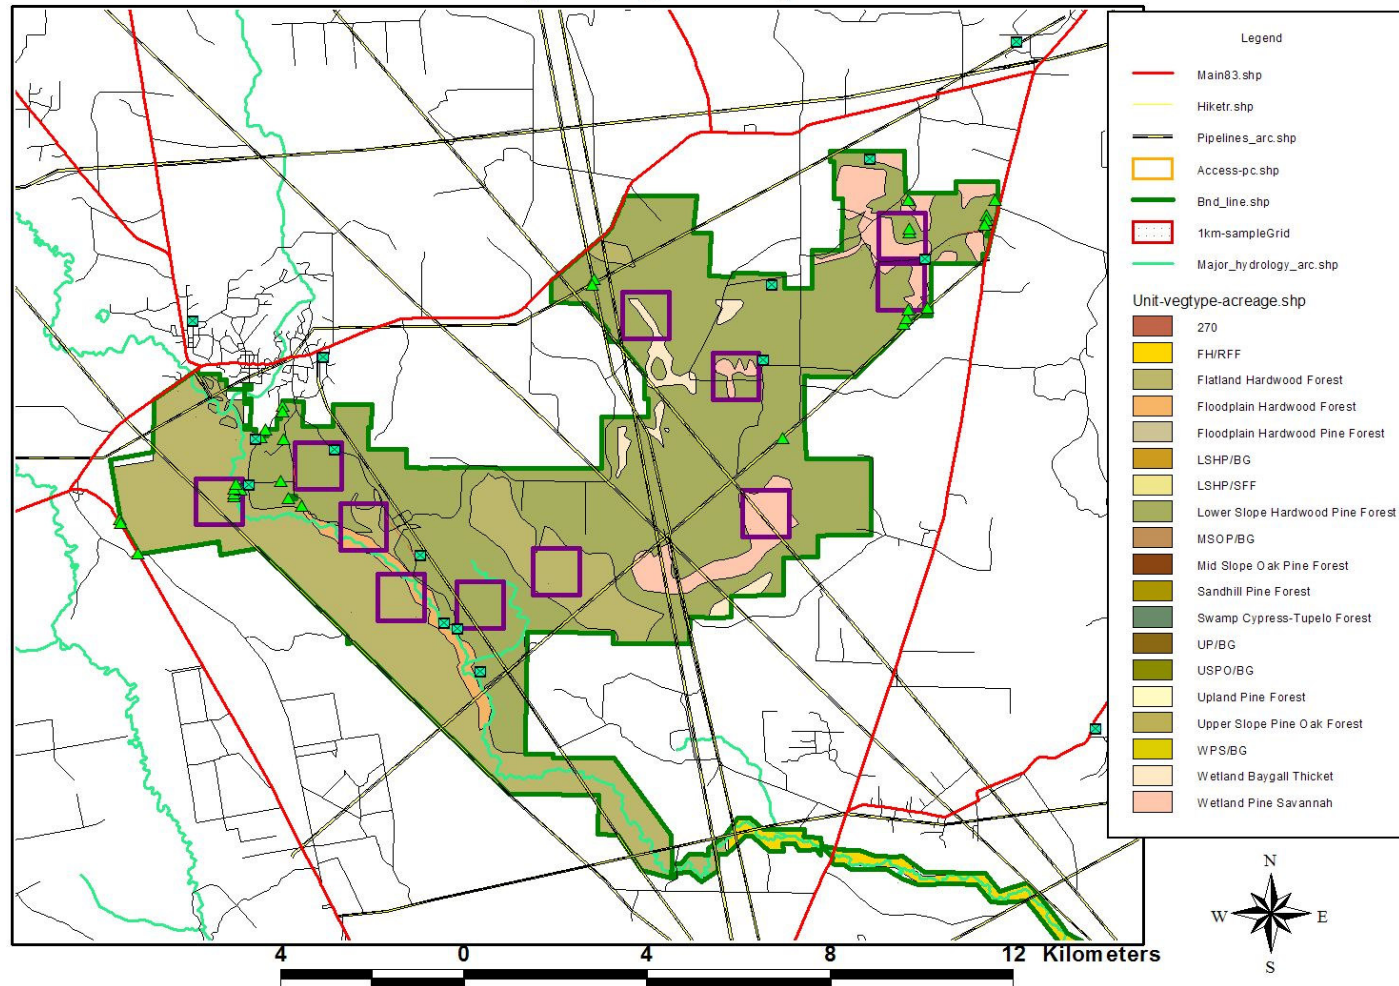 Legend
Main83.shp
Hiketr.shp
Pipelines_arc.shp
Access-pc.shp
Bnd_line.shp
1km-sampleGrid
Major_hydrology_arc.shp
Unit-vegtype-acreage.shp
270
FH/RFF
Flatland Hardwood Forest
Floodplain Hardwood Forest
Floodplain Hardwood Pine Forest
LSHP/BG
LSHP/SFF
Lower Slope Hardwood Pine Forest
MSOP/BG
Mid Slope Oak Pine Forest
Sandhill Pine Forest
Swamp Cypress-Tupelo Forest
UP/BG
USPO/BG
Upland Pine Forest
Upper Slope Pine Oak Forest
WPS/BG
Wetland Baygall Thicket
Wetland Pine Savannah
N
W E
S
4 0 4 8 12 Kilometers